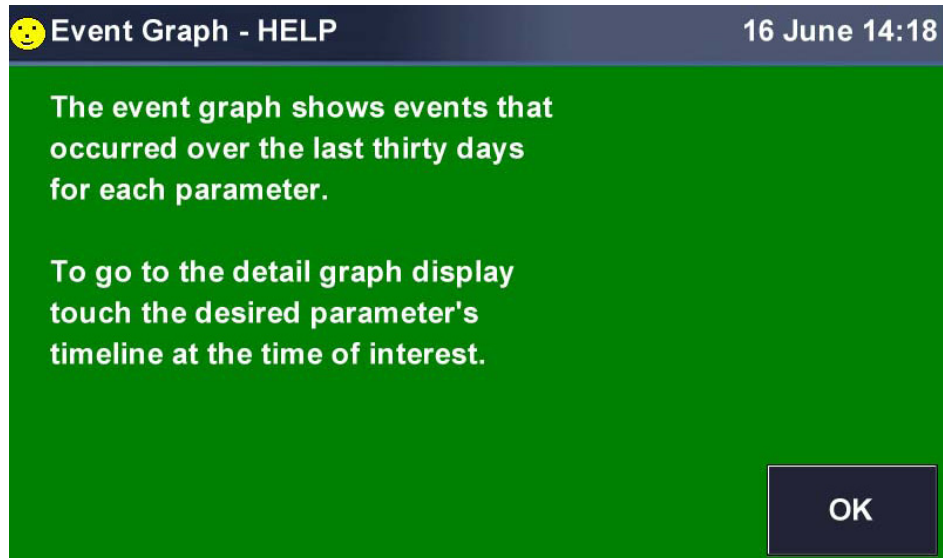 Event Graph - HELP
16 June 14:18
The event graph shows events that
occurred over the last thirty days
for each parameter.
To go to the detail graph display
touch the desired parameter's
timeline at the time of interest.
OK